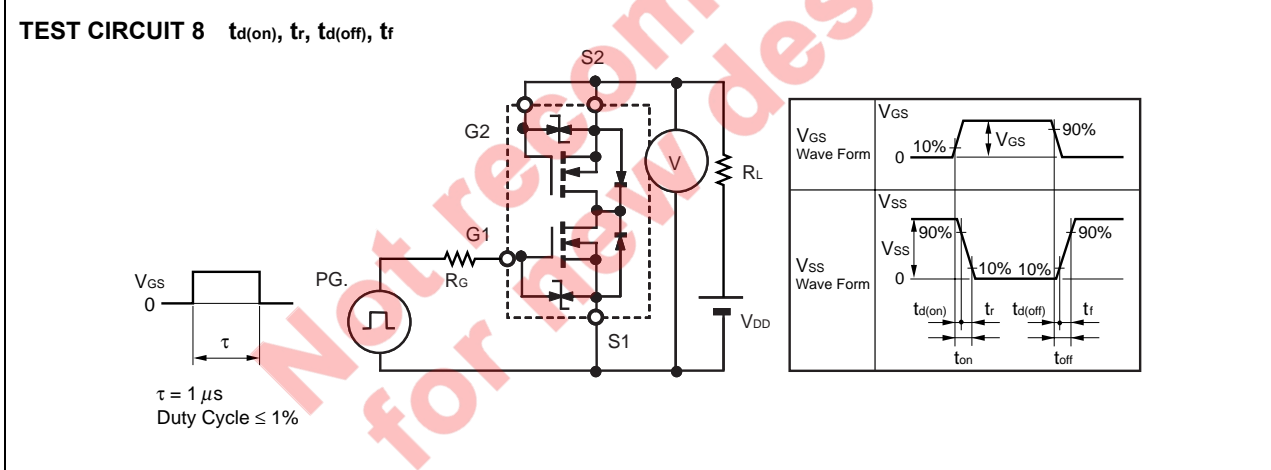 TEST CIRCUIT 8 td(on), tr, td(off), tf
S2
G2
V
RL
G1
RG
PG.
VGS
0
τ
VDD
S1
τ = 1 μs
Duty Cycle ≤ 1%
VGS
Wave Form
VGS
10%
0
VGS
90%
VSS
Wave Form
VSS
90%
VSS
0
10%
10%
90%
td(on)
tr
td(off)
tf
ton
toff
Not recom
for new des